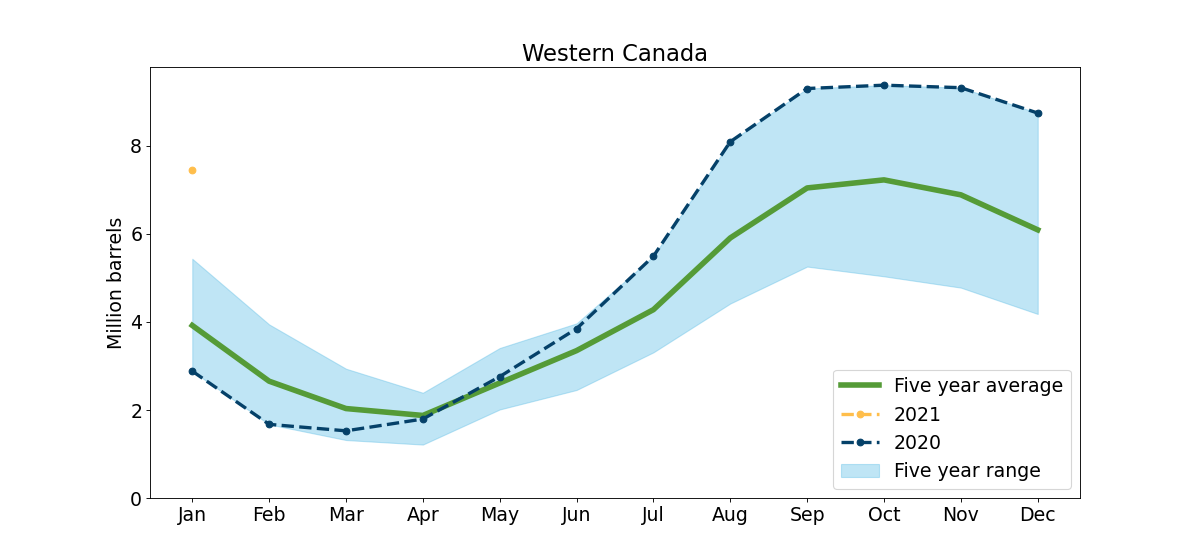 Western Canada
Million barrels
8
6
4
2
0
Jan Feb Mar Apr May Jun Jul Aug Sep Oct Nov Dec
Five year average
2021
2020
Five year range